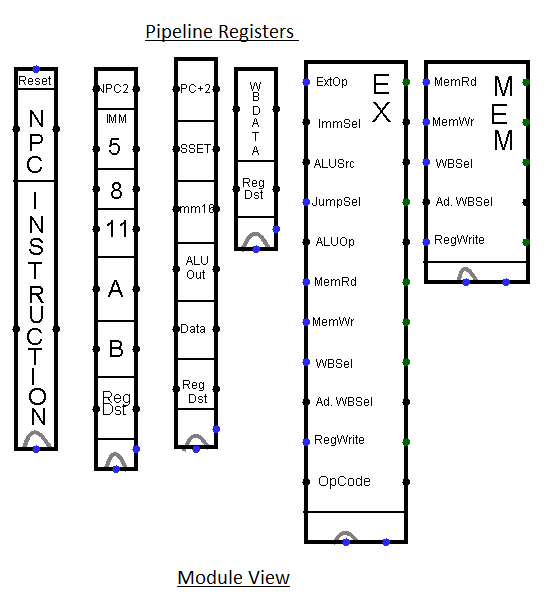 Pipeline Registers
Reset
NPC
INSTRUCTION
NPC2
IMM
5
8
11
A
B
Reg
Dst
PC+2
SSET
mm16
ALU
Out
Data
Reg
Dst
WBDATA
Reg
Dst
EX
ExtOp
ImmSel
ALUSrc
JumpSel
ALUOp
MemRd
MemWr
WBSel
Ad. WBSel
RegWrite
OpCode
MEM
MemRd
MemWr
WBSel
Ad. WBSel
RegWrite
Module View